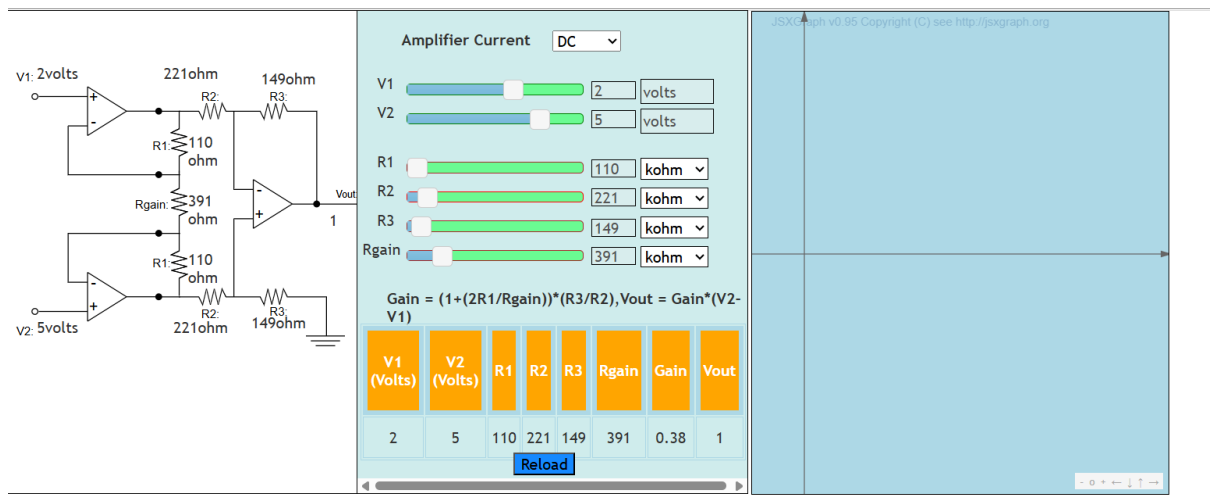 V1: 2volts
221ohm
R2:
149ohm
R3:
+
-
R1: 110
ohm
Rgain: 391
ohm
-
+
Vout
1
R1: 110
ohm
-
+
R2:
221ohm
R3:
149ohm
V2: 5volts
Amplifier Current DC
V1 2 volts
V2 5 volts
R1 110 kohm
R2 221 kohm
R3 149 kohm
Rgain 391 kohm
Gain = (1+(2R1/Rgain))*(R3/R2),Vout = Gain*(V2-
V1)
V1 (Volts) V2 (Volts) R1 R2 R3 Rgain Gain Vout
2 5 110 221 149 391 0.38 1
Reload
JSXGraph v0.95 Copyright (C) see http://jsxgraph.org
- o + ← ↓ ↑ →